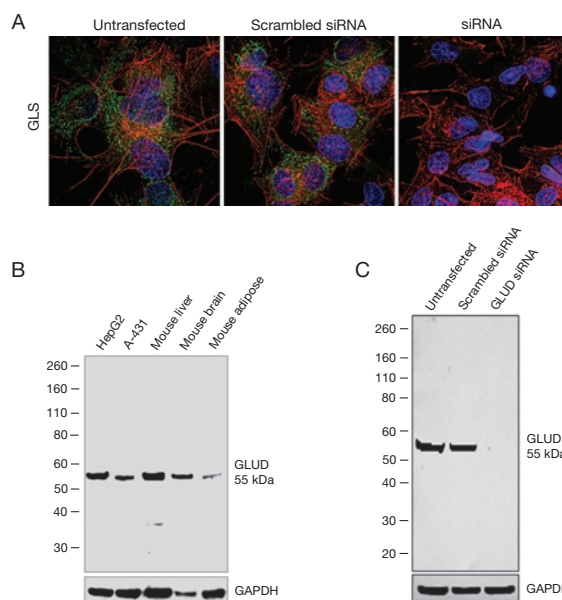 A
Untransfected
Scrambled siRNA
siRNA
GLS
B
HepG2
A-431
Mouse liver
Mouse brain
Mouse adipose
260
160
110
80
60
50
40
30
GLUD
55 kDa
GAPDH
C
Untransfected
Scrambled siRNA
GLUD siRNA
260
160
110
80
60
50
40
30
20
GLUD
55 kDa
GAPD